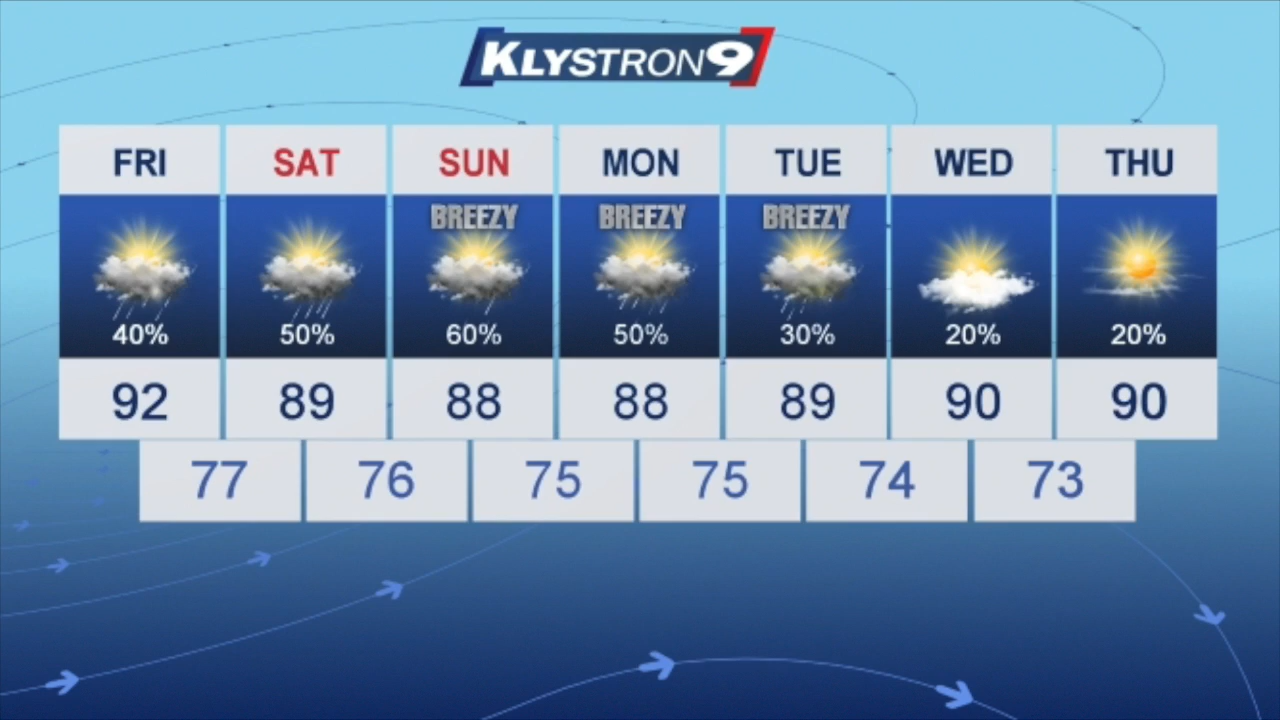 KLYSTRON9
FRI SAT SUN MON TUE WED THU
BREEZY BREEZY BREEZY
40% 50% 60% 50% 30% 20% 20%
92 89 88 88 89 90 90
77 76 75 75 74 73